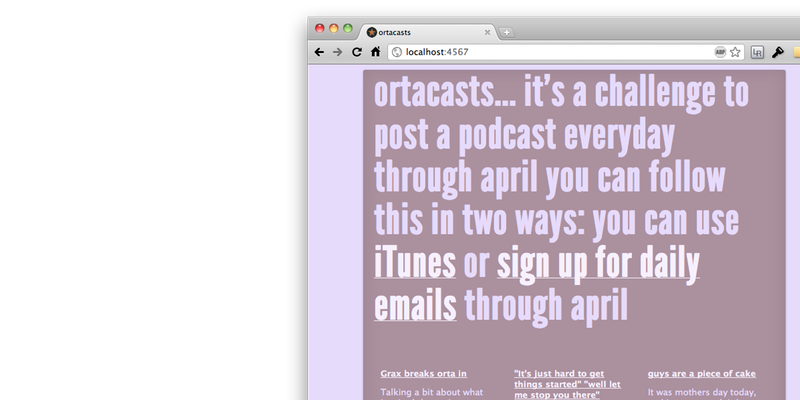 ortacasts
localhost:4567
ABP
ortacasts... it's a challenge to
post a podcast everyday
through april you can follow
this in two ways: you can use
iTunes or sign up for daily
emails through april
Grax breaks orta in
Talking a bit about what
"It's just hard to get
things started" "well let
me stop you there"
guys are a piece of cake
It was mothers day today,